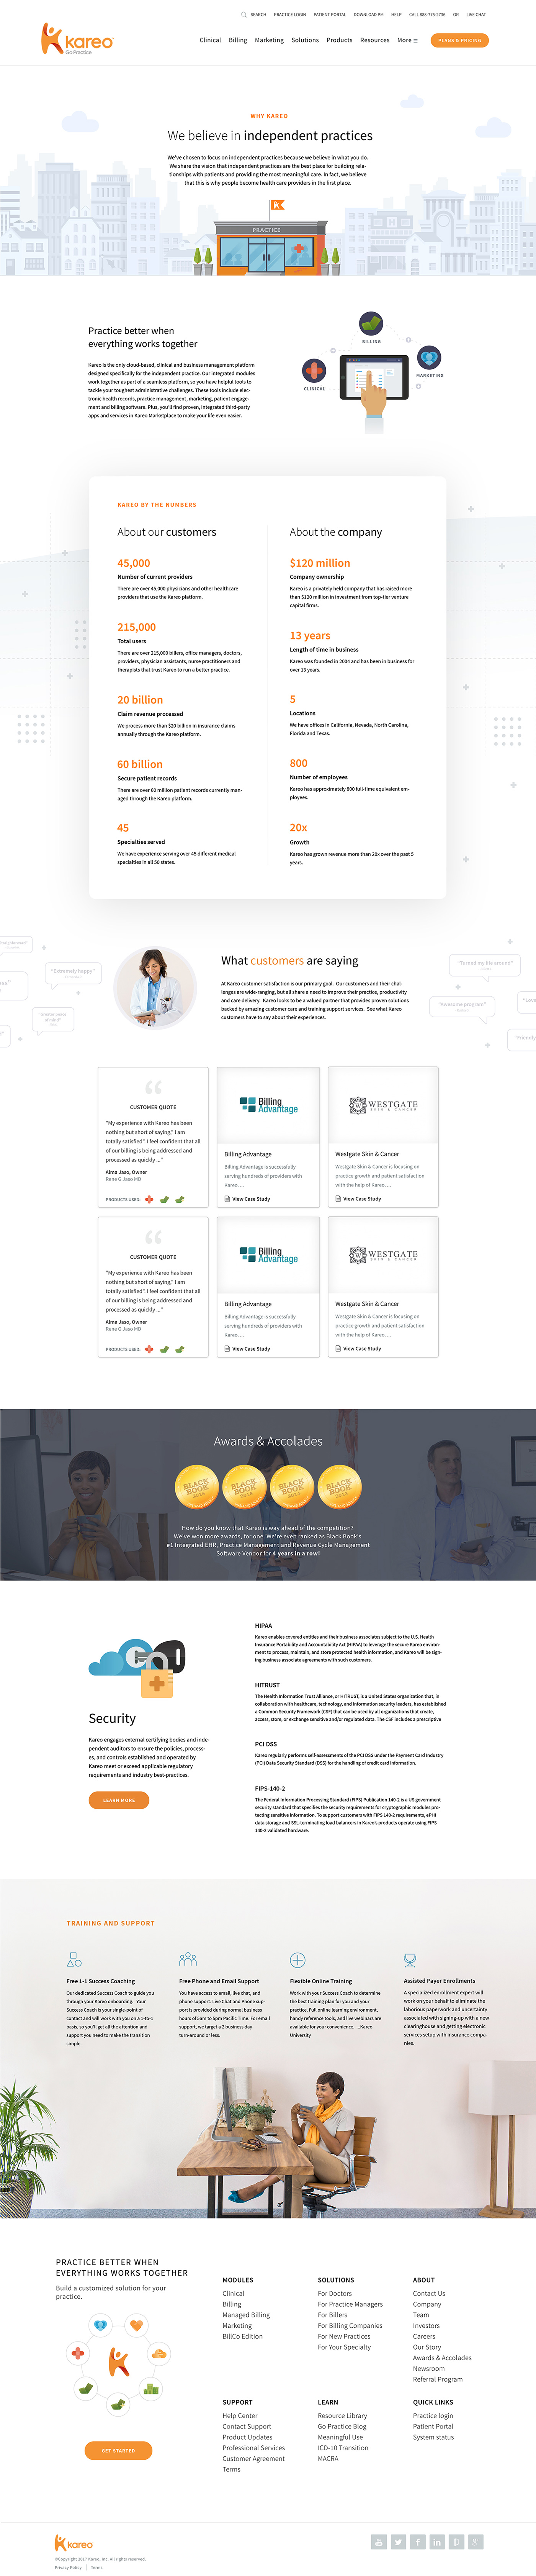 SEARCH PRACTICE LOGIN PATIENT PORTAL DOWNLOAD PH HELP CALL 888-775-2736 OR LIVE CHAT
kareo
Go Practice
Clinical Billing Marketing Solutions Products Resources More PLANS & PRICING
WHY KAREO
We believe in independent practices
We've chosen to focus on independent practices because we believe in what you do.
We share the vision that independent practices are the best place for building rela-
tionships with patients and providing the most meaningful care. In fact, we believe
that this is why people become health care providers in the first place.
PRACTICE
Practice better when
everything works together
Kareo is the only cloud-based, clinical and business management platform
designed specifically for the independent practice. Our integrated modules
work together as part of a seamless platform, so you have helpful tools to
tackle your toughest administrative challenges. These tools include elec-
tronic health records, practice management, marketing, patient engage-
ment and billing software. Plus, you'll find proven, integrated third-party
apps and services in Kareo Marketplace to make your life even easier.
BILLING
MARKETING
CLINICAL
KAREO BY THE NUMBERS
About our customers
45,000
Number of current providers
There are over 45,000 physicians and other healthcare
providers that use the Kareo platform.
215,000
Total users
There are over 215,000 billers, office managers, doctors,
providers, physician assistants, nurse practitioners and
therapists that trust Kareo to run a better practice.
20 billion
Claim revenue processed
We process more than $20 billion in insurance claims
annually through the Kareo platform.
60 billion
Secure patient records
There are over 60 million patient records currently man-
aged through the Kareo platform.
45
Specialties served
We have experience serving over 45 different medical
specialties in all 50 states.
About the company
$120 million
Company ownership
Kareo is a privately held company that has raised more
than $120 million in investment from top-tier venture
capital firms.
13 years
Length of time in business
Kareo was founded in 2004 and has been in business for
over 13 years.
5
Locations
We have offices in California, Nevada, North Carolina,
Florida and Texas.
800
Number of employees
Kareo has approximately 800 full-time equivalent em-
ployees.
20x
Growth
Kareo has grown revenue more than 20x over the past 5
years.
"Extremely happy"
"Turned my life around"
"Awesome program"
"Friendly
What customers are saying
At Kareo customer satisfaction is our primary goal. Our customers and their chal-
lenges are wide-ranging, but all share a need to improve their practice, productivity
and care delivery. Kareo looks to be a valued partner that provides proven solutions
backed by amazing customer care and training support services. See what Kareo
customers have to say about their experiences.
CUSTOMER QUOTE
"My experience with Kareo has been
nothing but short of saying," I am
totally satisfied". I feel confident that all
of our billing is being addressed and
processed as quickly ..."
Alma Jaso, Owner
Rene G Jaso MD
PRODUCTS USED:
Billing
Advantage
Billing Advantage
Billing Advantage is successfully
serving hundreds of providers with
Kareo. ...
View Case Study
WESTGATE
SKIN & CANCER
Westgate Skin & Cancer
Westgate Skin & Cancer is focusing on
practice growth and patient satisfaction
with the help of Kareo. ...
View Case Study
CUSTOMER QUOTE
"My experience with Kareo has been
nothing but short of saying," I am
totally satisfied". I feel confident that all
of our billing is being addressed and
processed as quickly ..."
Alma Jaso, Owner
Rene G Jaso MD
PRODUCTS USED:
Billing
Advantage
Billing Advantage
Billing Advantage is successfully
serving hundreds of providers with
Kareo. ...
View Case Study
WESTGATE
SKIN & CANCER
Westgate Skin & Cancer
Westgate Skin & Cancer is focusing on
practice growth and patient satisfaction
with the help of Kareo. ...
View Case Study
Awards & Accolades
BLACK BOOK BLACK BOOK BLACK BOOK BLACK BOOK
How do you know that Kareo is way ahead of the competition?
We've won more awards, for one. We're even ranked as Black Book's
#1 Integrated EHR, Practice Management and Revenue Cycle Management
Software Vendor for 4 years in a row!
Security
Kareo engages external certifying bodies and inde-
pendent auditors to ensure the policies, process-
es, and controls established and operated by
Kareo meet or exceed applicable regulatory
requirements and industry best-practices.
LEARN MORE
HIPAA
Kareo enables covered entities and their business associates subject to the U.S. Health
Insurance Portability and Accountability Act (HIPAA) to leverage the secure Kareo environ-
ment to process, maintain, and store protected health information, and Kareo will be sign-
ing business associate agreements with such customers.
HITRUST
The Health Information Trust Alliance, or HITRUST, is a United States organization that, in
collaboration with healthcare, technology, and information security leaders, has established
a Common Security Framework (CSF) that can be used by all organizations that create,
access, store, or exchange sensitive and/or regulated data. The CSF includes a prescriptive
PCI DSS
Kareo regularly performs self-assessments of the PCI DSS under the Payment Card Industry
(PCI) Data Security Standard (DSS) for the handling of credit card information.
FIPS-140-2
The Federal Information Processing Standard (FIPS) Publication 140-2 is a US government
security standard that specifies the security requirements for cryptographic modules pro-
tecting sensitive information. To support customers with FIPS 140-2 requirements, ePHI
data storage and SSL-terminating load balancers in Kareo's products operate using FIPS
140-2 validated hardware.
TRAINING AND SUPPORT
Free 1-1 Success Coaching
Our dedicated Success Coach to guide you
through your Kareo onboarding. Your
Success Coach is your single-point of
contact and will work with you on a 1-to-1
basis, so you'll get all the attention and
support you need to make the transition
simple.
Free Phone and Email Support
You have access to email, live chat, and
phone support. Live Chat and Phone sup-
port is provided during normal business
hours of 5am to 5pm Pacific Time. For email
support, we target a 2 business day
turn-around or less.
Flexible Online Training
Work with your Success Coach to determine
the best training plan for you and your
practice. Full online learning environment,
handy reference tools, and live webinars are
available for your convenience. ...Kareo
University
Assisted Payer Enrollments
A specialized enrollment expert will
work on your behalf to eliminate the
laborious paperwork and uncertainty
associated with signing-up with a new
clearinghouse and getting electronic
services setup with insurance compa-
nies.
PRACTICE BETTER WHEN
EVERYTHING WORKS TOGETHER
Build a customized solution for your
practice.
GET STARTED
MODULES
Clinical
Billing
Managed Billing
Marketing
BillCo Edition
SOLUTIONS
For Doctors
For Practice Managers
For Billers
For Billing Companies
For New Practices
For Your Specialty
ABOUT
Contact Us
Company
Team
Investors
Careers
Our Story
Awards & Accolades
Newsroom
Referral Program
SUPPORT
Help Center
Contact Support
Product Updates
Professional Services
Customer Agreement
Terms
LEARN
Resource Library
Go Practice Blog
Meaningful Use
ICD-10 Transition
MACRA
QUICK LINKS
Practice login
Patient Portal
System status
kareo
©Copyright 2017 Kareo, Inc. All rights reserved.
Privacy Policy | Terms